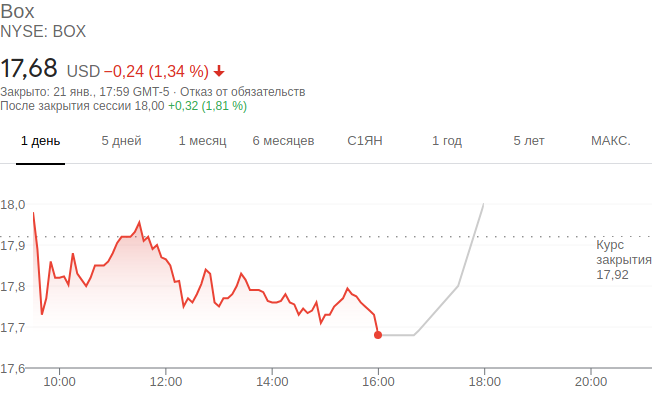 Box
NYSE: BOX
17,68 USD −0,24 (1,34 %)
Закрыто: 21 янв., 17:59 GMT-5 · Отказ от обязательств
После закрытия сессии 18,00 +0,32 (1,81 %)
1 день 5 дней 1 месяц 6 месяцев С1ЯН 1 год 5 лет МАКС.
18,0
17,9
Курс
закрытия
17,92
17,8
17,7
17,6
10:00 12:00 14:00 16:00 18:00 20:00